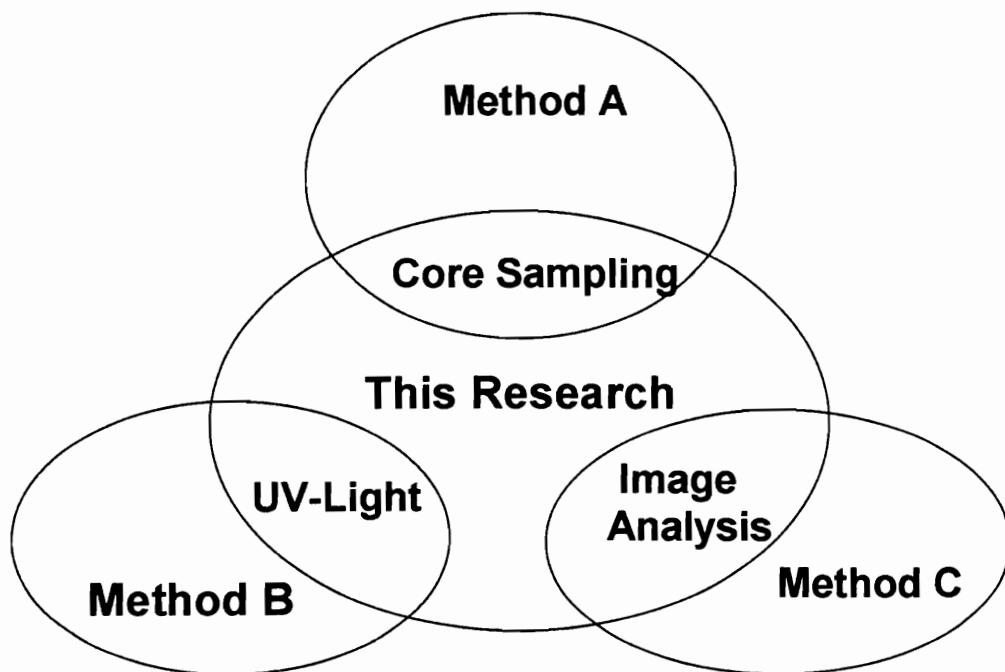 Method A
Core Sampling
This Research
UV-Light
Image
Analysis
Method B
Method C